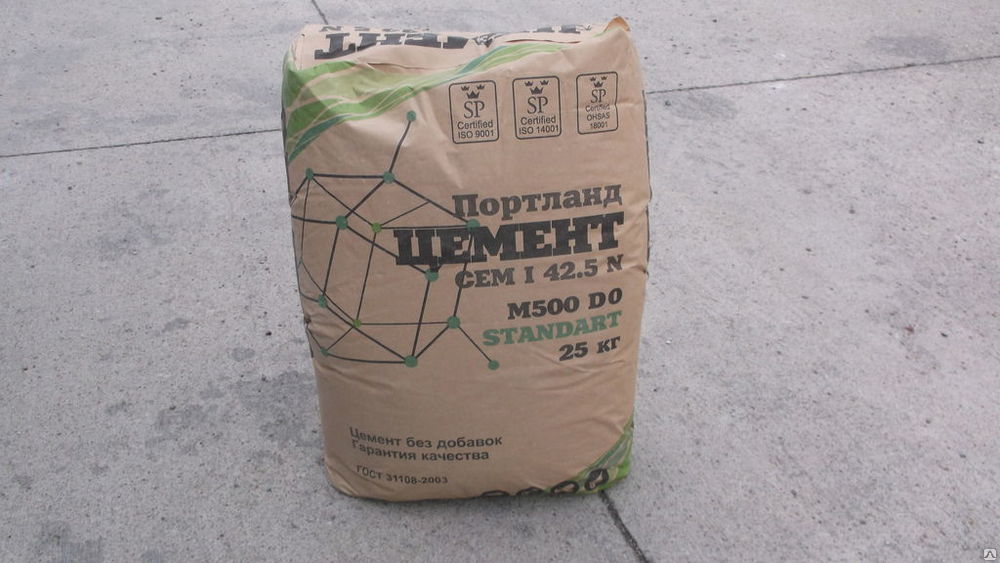 ЦЕМЕНТ
SP
Certified
ISO 9001
SP
Certified
ISO 14001
SP
Certified
OHSAS
18001
Портланд
ЦЕМЕНТ
CEM I 42.5 N
М500 D0
STANDART
25 кг
Цемент без добавок
Гарантия качества
ГОСТ 31108-2003